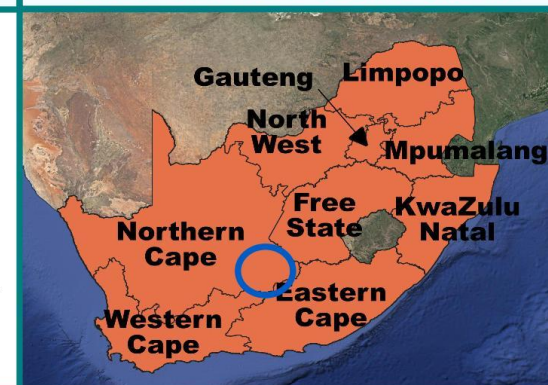 Gauteng
Limpopo
North
West
Mpumalang
Free
State
KwaZulu
Natal
Northern
Cape
Eastern
Cape
Western
Cape